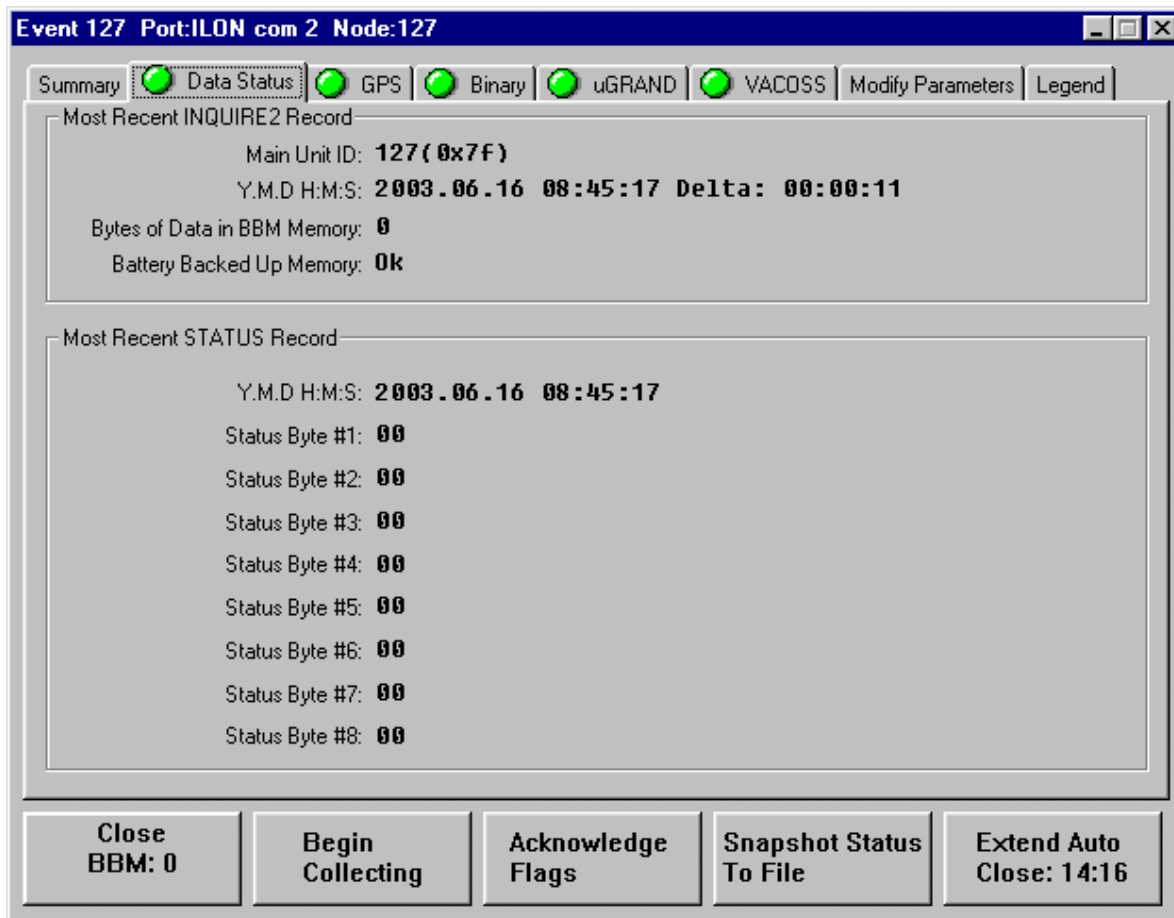 Event 127 Port:ILON com 2 Node:127
Summary Data Status GPS Binary uGRAND VACOSS Modify Parameters Legend
Most Recent INQUIRE2 Record
Main Unit ID: 127(0x7f)
Y.M.D H:M:S: 2003.06.16 08:45:17 Delta: 00:00:11
Bytes of Data in BBM Memory: 0
Battery Backed Up Memory: Ok
Most Recent STATUS Record
Y.M.D H:M:S: 2003.06.16 08:45:17
Status Byte #1: 00
Status Byte #2: 00
Status Byte #3: 00
Status Byte #4: 00
Status Byte #5: 00
Status Byte #6: 00
Status Byte #7: 00
Status Byte #8: 00
Close
BBM: 0
Begin
Collecting
Acknowledge
Flags
Snapshot Status
To File
Extend Auto
Close: 14:16